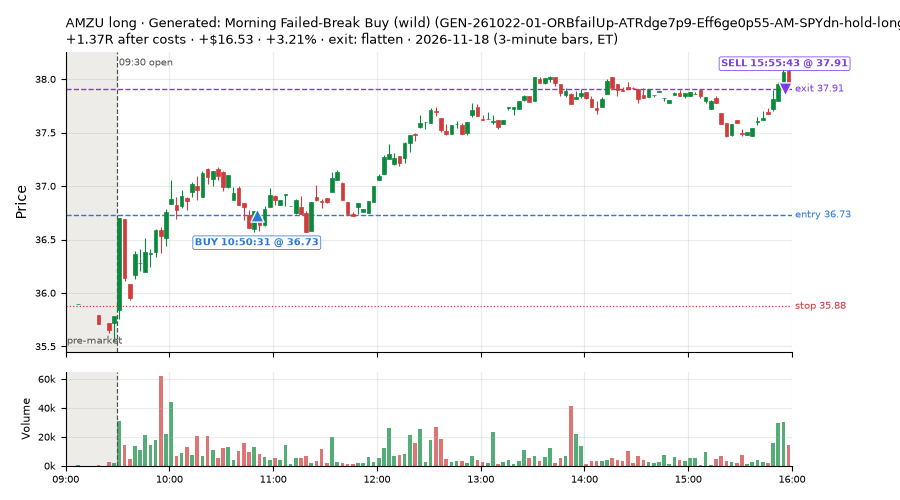 AMZU long · Generated: Morning Failed-Break Buy (wild) (GEN-261022-01-ORBfailUp-ATRdge7p9-Eff6ge0p55-AM-SPYdn-hold-long
+1.37R after costs · +$16.53 · +3.21% · exit: flatten · 2026-11-18 (3-minute bars, ET)
09:30 open
SELL 15:55:43 @ 37.91
38.0
exit 37.91
37.5
37.0
entry 36.73
36.5
BUY 10:50:31 @ 36.73
36.0
stop 35.88
35.5
pre-market
Price
60k
40k
20k
0k
Volume
09:00
10:00
11:00
12:00
13:00
14:00
15:00
16:00